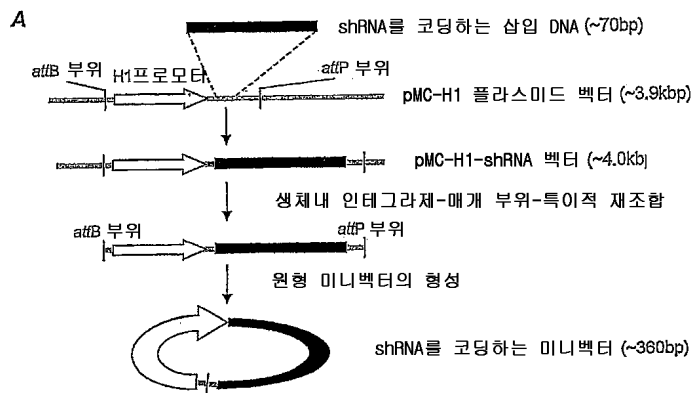 A
shRNA를 코딩하는 삽입 DNA (~70bp)
attB 부위
H1프로모터
attP 부위
pMC-H1 플라스미드 벡터 (~3.9kbp)
pMC-H1-shRNA 벡터 (~4.0kb
생체내 인테그라제-매개 부위-특이적 재조합
attB 부위
attP 부위
원형 미니벡터의 형성
shRNA를 코딩하는 미니벡터 (~360bp)